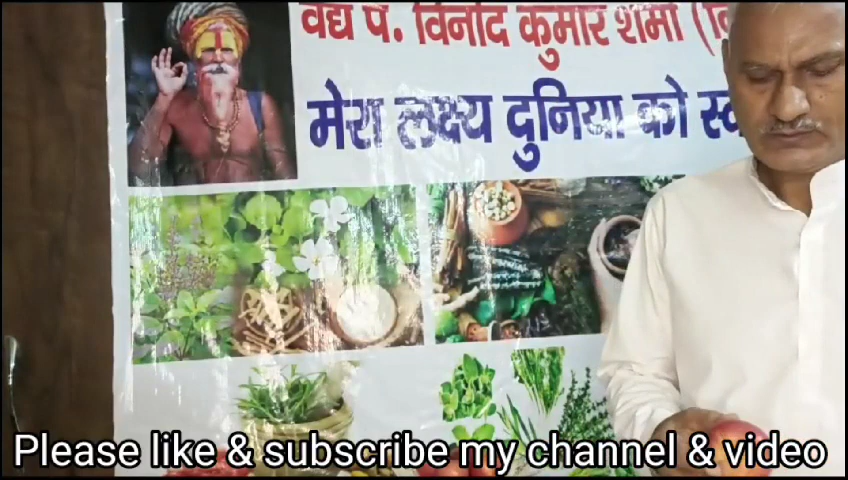 वैद्य पं. विनोद कुमार शर्मा (
मेरा लक्ष्य दुनिया को
Please like & subscribe my channel & video